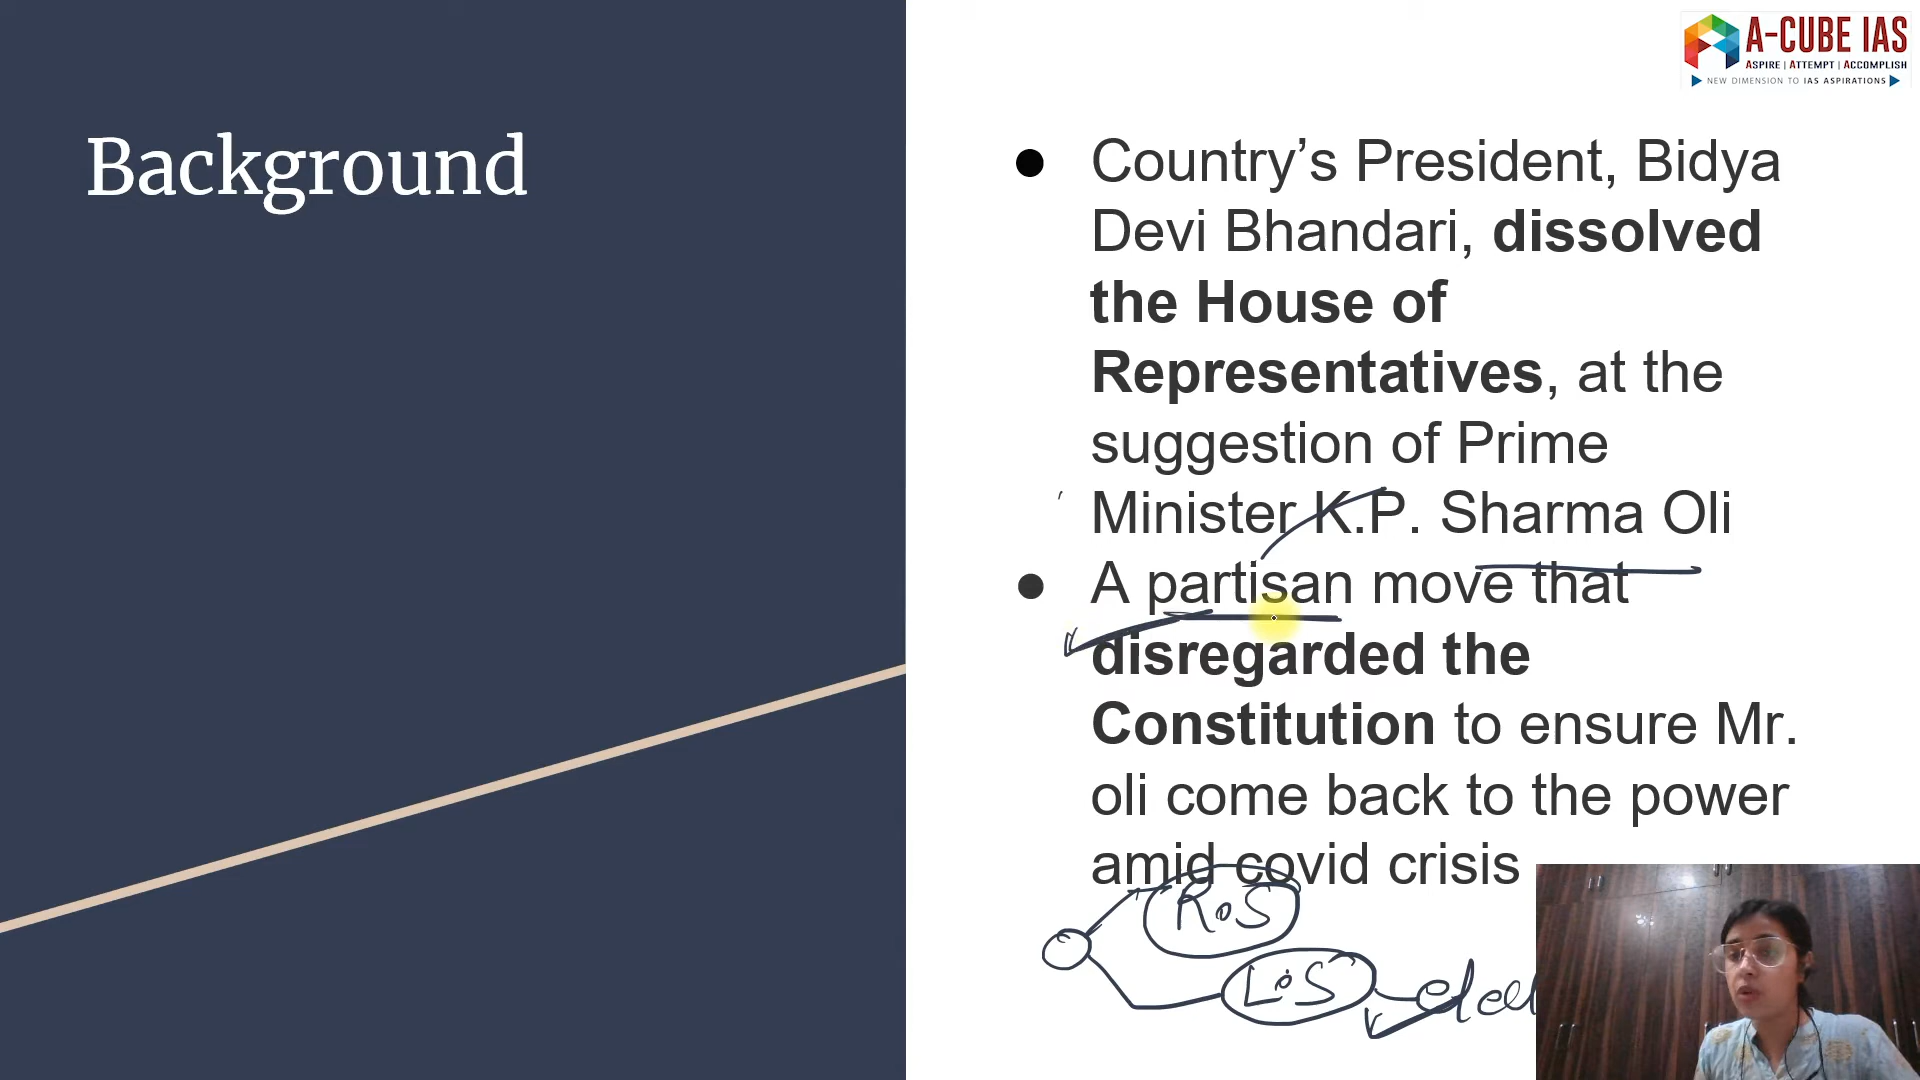 A-CUBE IAS
ASPIRE | ATTEMPT | ACCOMPLISH
NEW DIMENSION TO IAS ASPIRATIONS
Background
● Country’s President, Bidya
Devi Bhandari, dissolved
the House of
Representatives, at the
suggestion of Prime
Minister K.P. Sharma Oli
● A partisan move that
disregarded the
Constitution to ensure Mr.
oli come back to the power
amid covid crisis
R.S
L.S